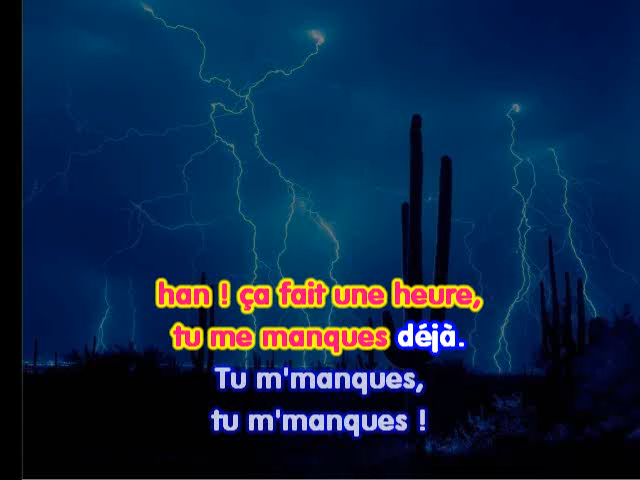 han ! ça fait une heure,
tu me manques déjà.
Tu m'manques,
tu m'manques !